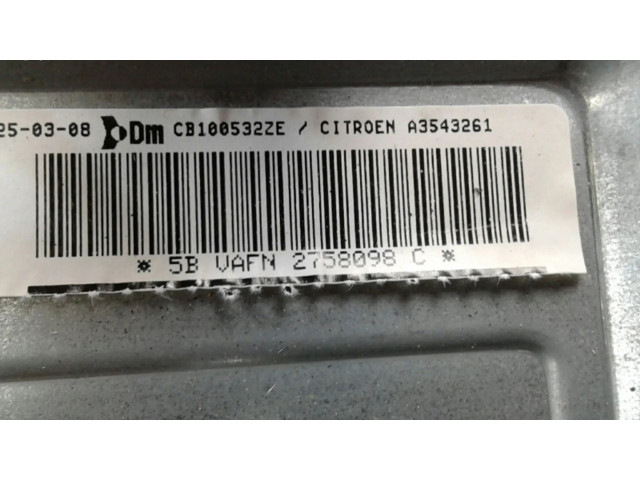 25-03-08 Dm CB100532ZE / CITROEN A3543261
* 5B VAFN 2758098 C *